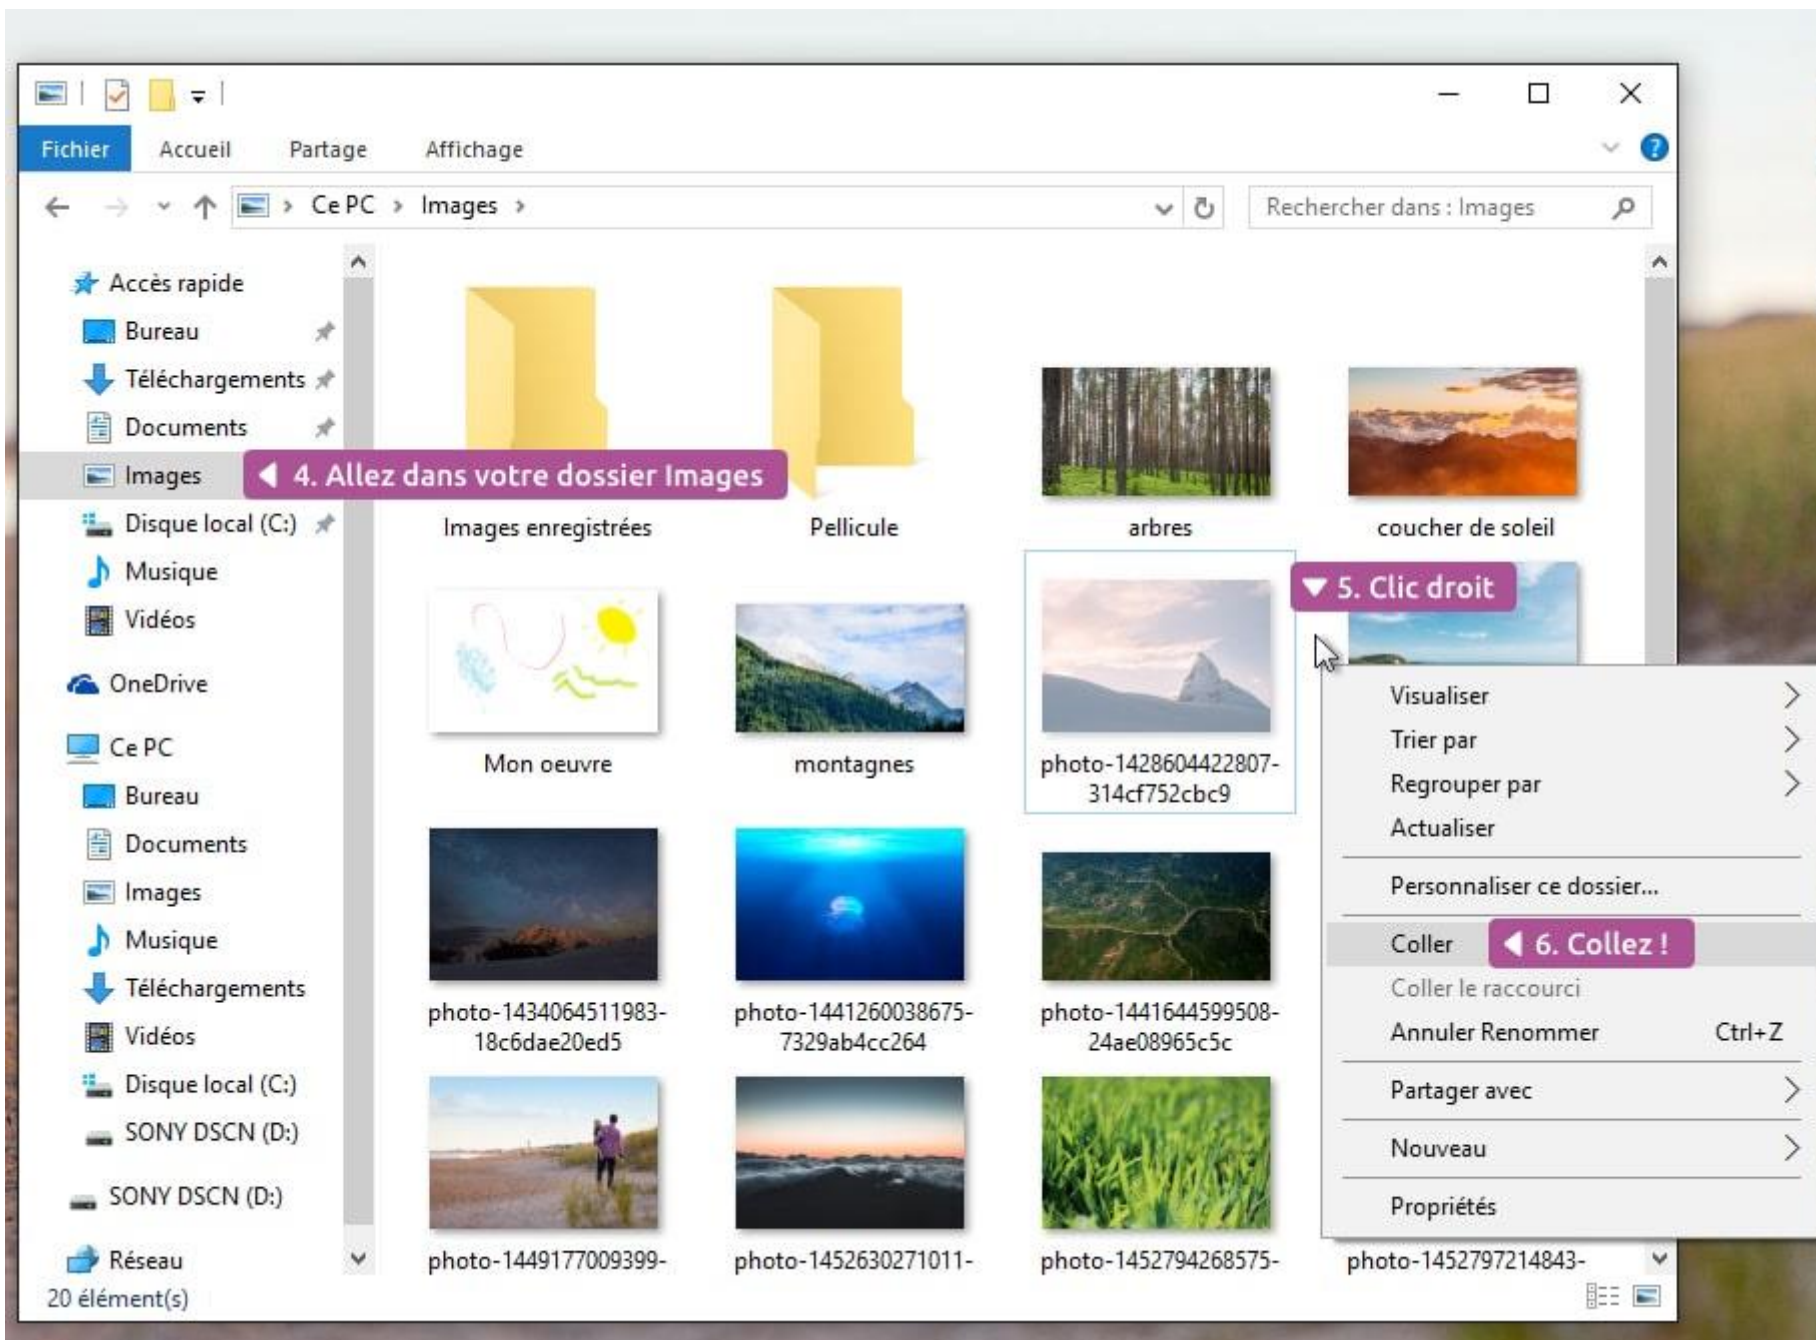 Fichier Accueil Partage Affichage
Ce PC Images
Rechercher dans : Images
Accès rapide
Bureau
Téléchargements
Documents
Images
Disque local (C:)
Musique
Vidéos
OneDrive
Ce PC
Bureau
Documents
Images
Musique
Téléchargements
Vidéos
Disque local (C:)
SONY DSCN (D:)
SONY DSCN (D:)
Réseau
20 élément(s)
4. Allez dans votre dossier Images
Images enregistrées
Pellicule
arbres
coucher de soleil
5. Clic droit
Mon oeuvre
montagnes
photo-1428604422807-
314cf752cbc9
photo-1434064511983-
18c6dae20ed5
photo-1441260038675-
7329ab4cc264
photo-1441644599508-
24ae08965c5c
photo-1449177009399-
photo-1452630271011-
photo-1452794268575-
photo-1452797214843-
Visualiser
Trier par
Regrouper par
Actualiser
Personnaliser ce dossier...
Coller
6. Collez !
Coller le raccourci
Annuler Renommer Ctrl+Z
Partager avec
Nouveau
Propriétés